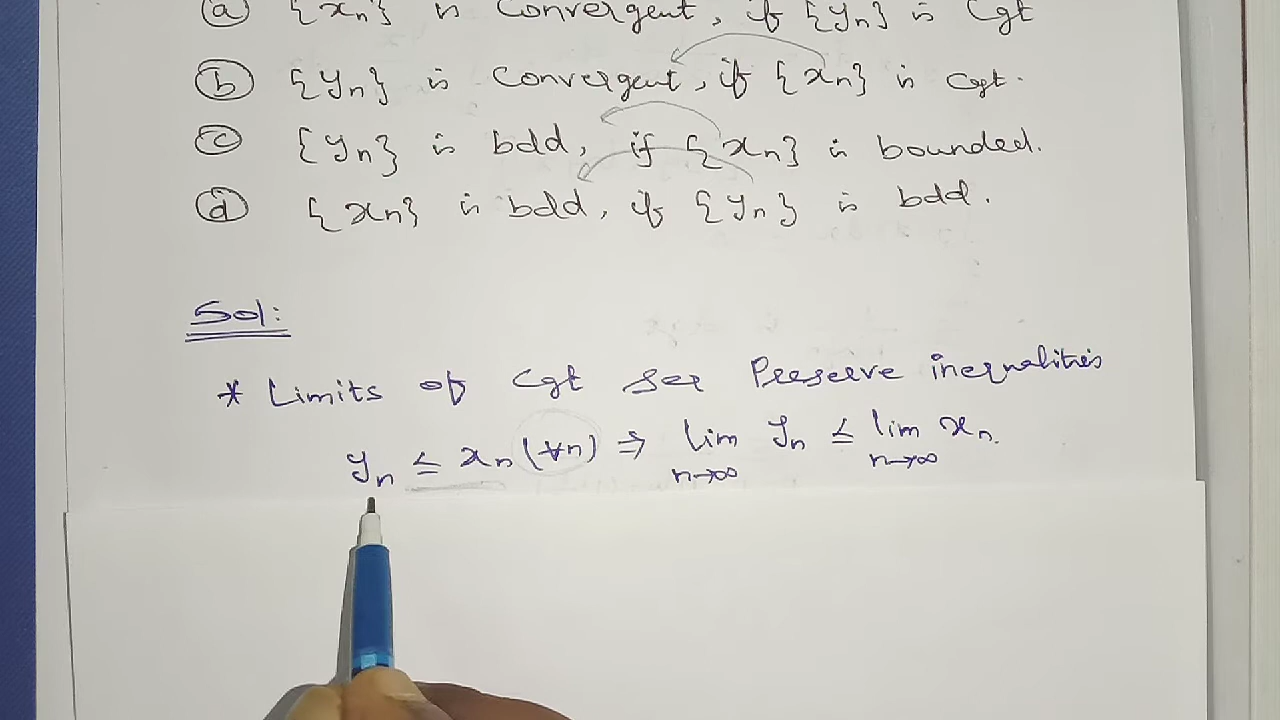 (a) {xn} is convergent, if {yn} is Cgt
(b) {yn} is convergent, if {xn} is Cgt.
(c) {yn} is bdd, if {xn} is bounded.
(d) {xn} is bdd, if {yn} is bdd.
Sol:
* Limits of Cgt seq Preserve inequalities
yn ≤ xn (∀n) ⇒ lim n→∞ yn ≤ lim n→∞ xn.